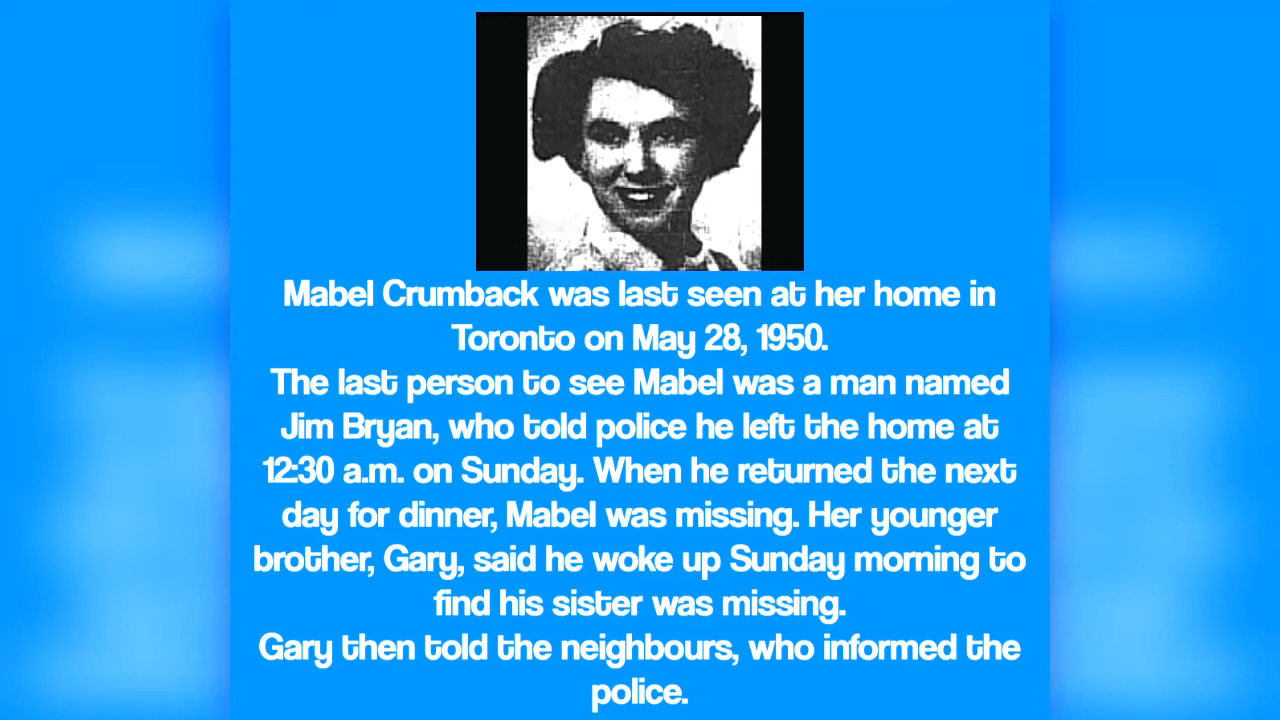 Mabel Crumback was last seen at her home in
Toronto on May 28, 1950.
The last person to see Mabel was a man named
Jim Bryan, who told police he left the home at
12:30 a.m. on Sunday. When he returned the next
day for dinner, Mabel was missing. Her younger
brother, Gary, said he woke up Sunday morning to
find his sister was missing.
Gary then told the neighbours, who informed the
police.